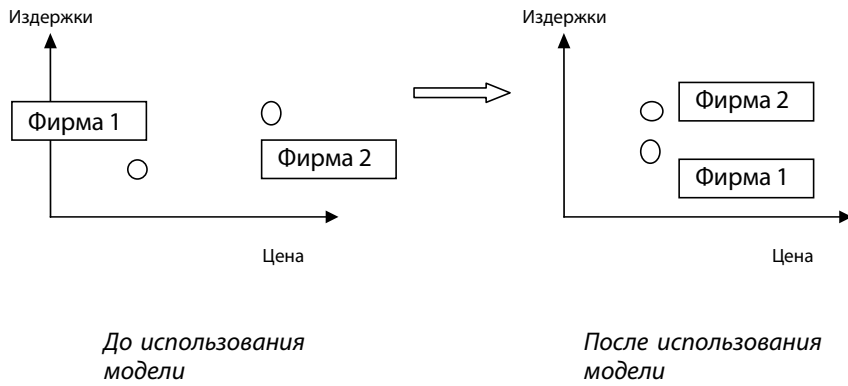 Издержки
Фирма 1
Фирма 2
Цена
До использования
модели
Издержки
Фирма 2
Фирма 1
Цена
После использования
модели